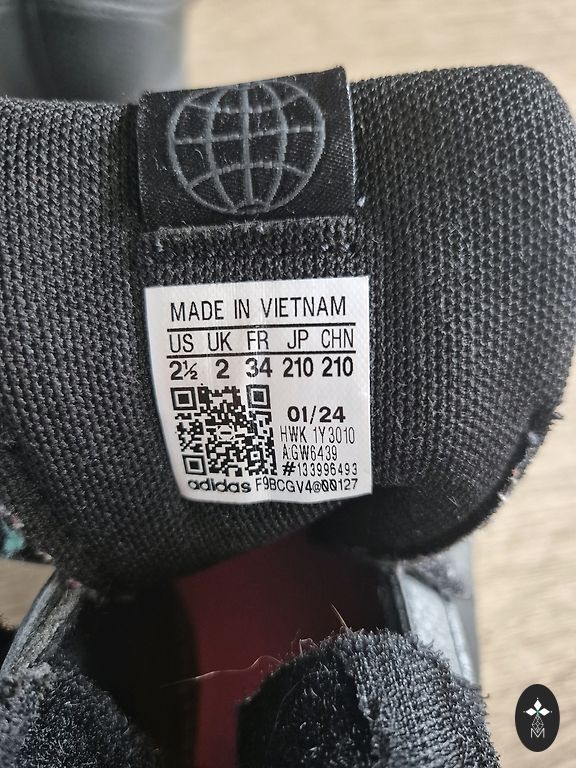 MADE IN VIETNAM
US UK FR JP CHN
2½ 2 34 210 210
01/24
HWK 1Y3010
A.GW6439
#133996493
adidas F9BCGV4@00127
M